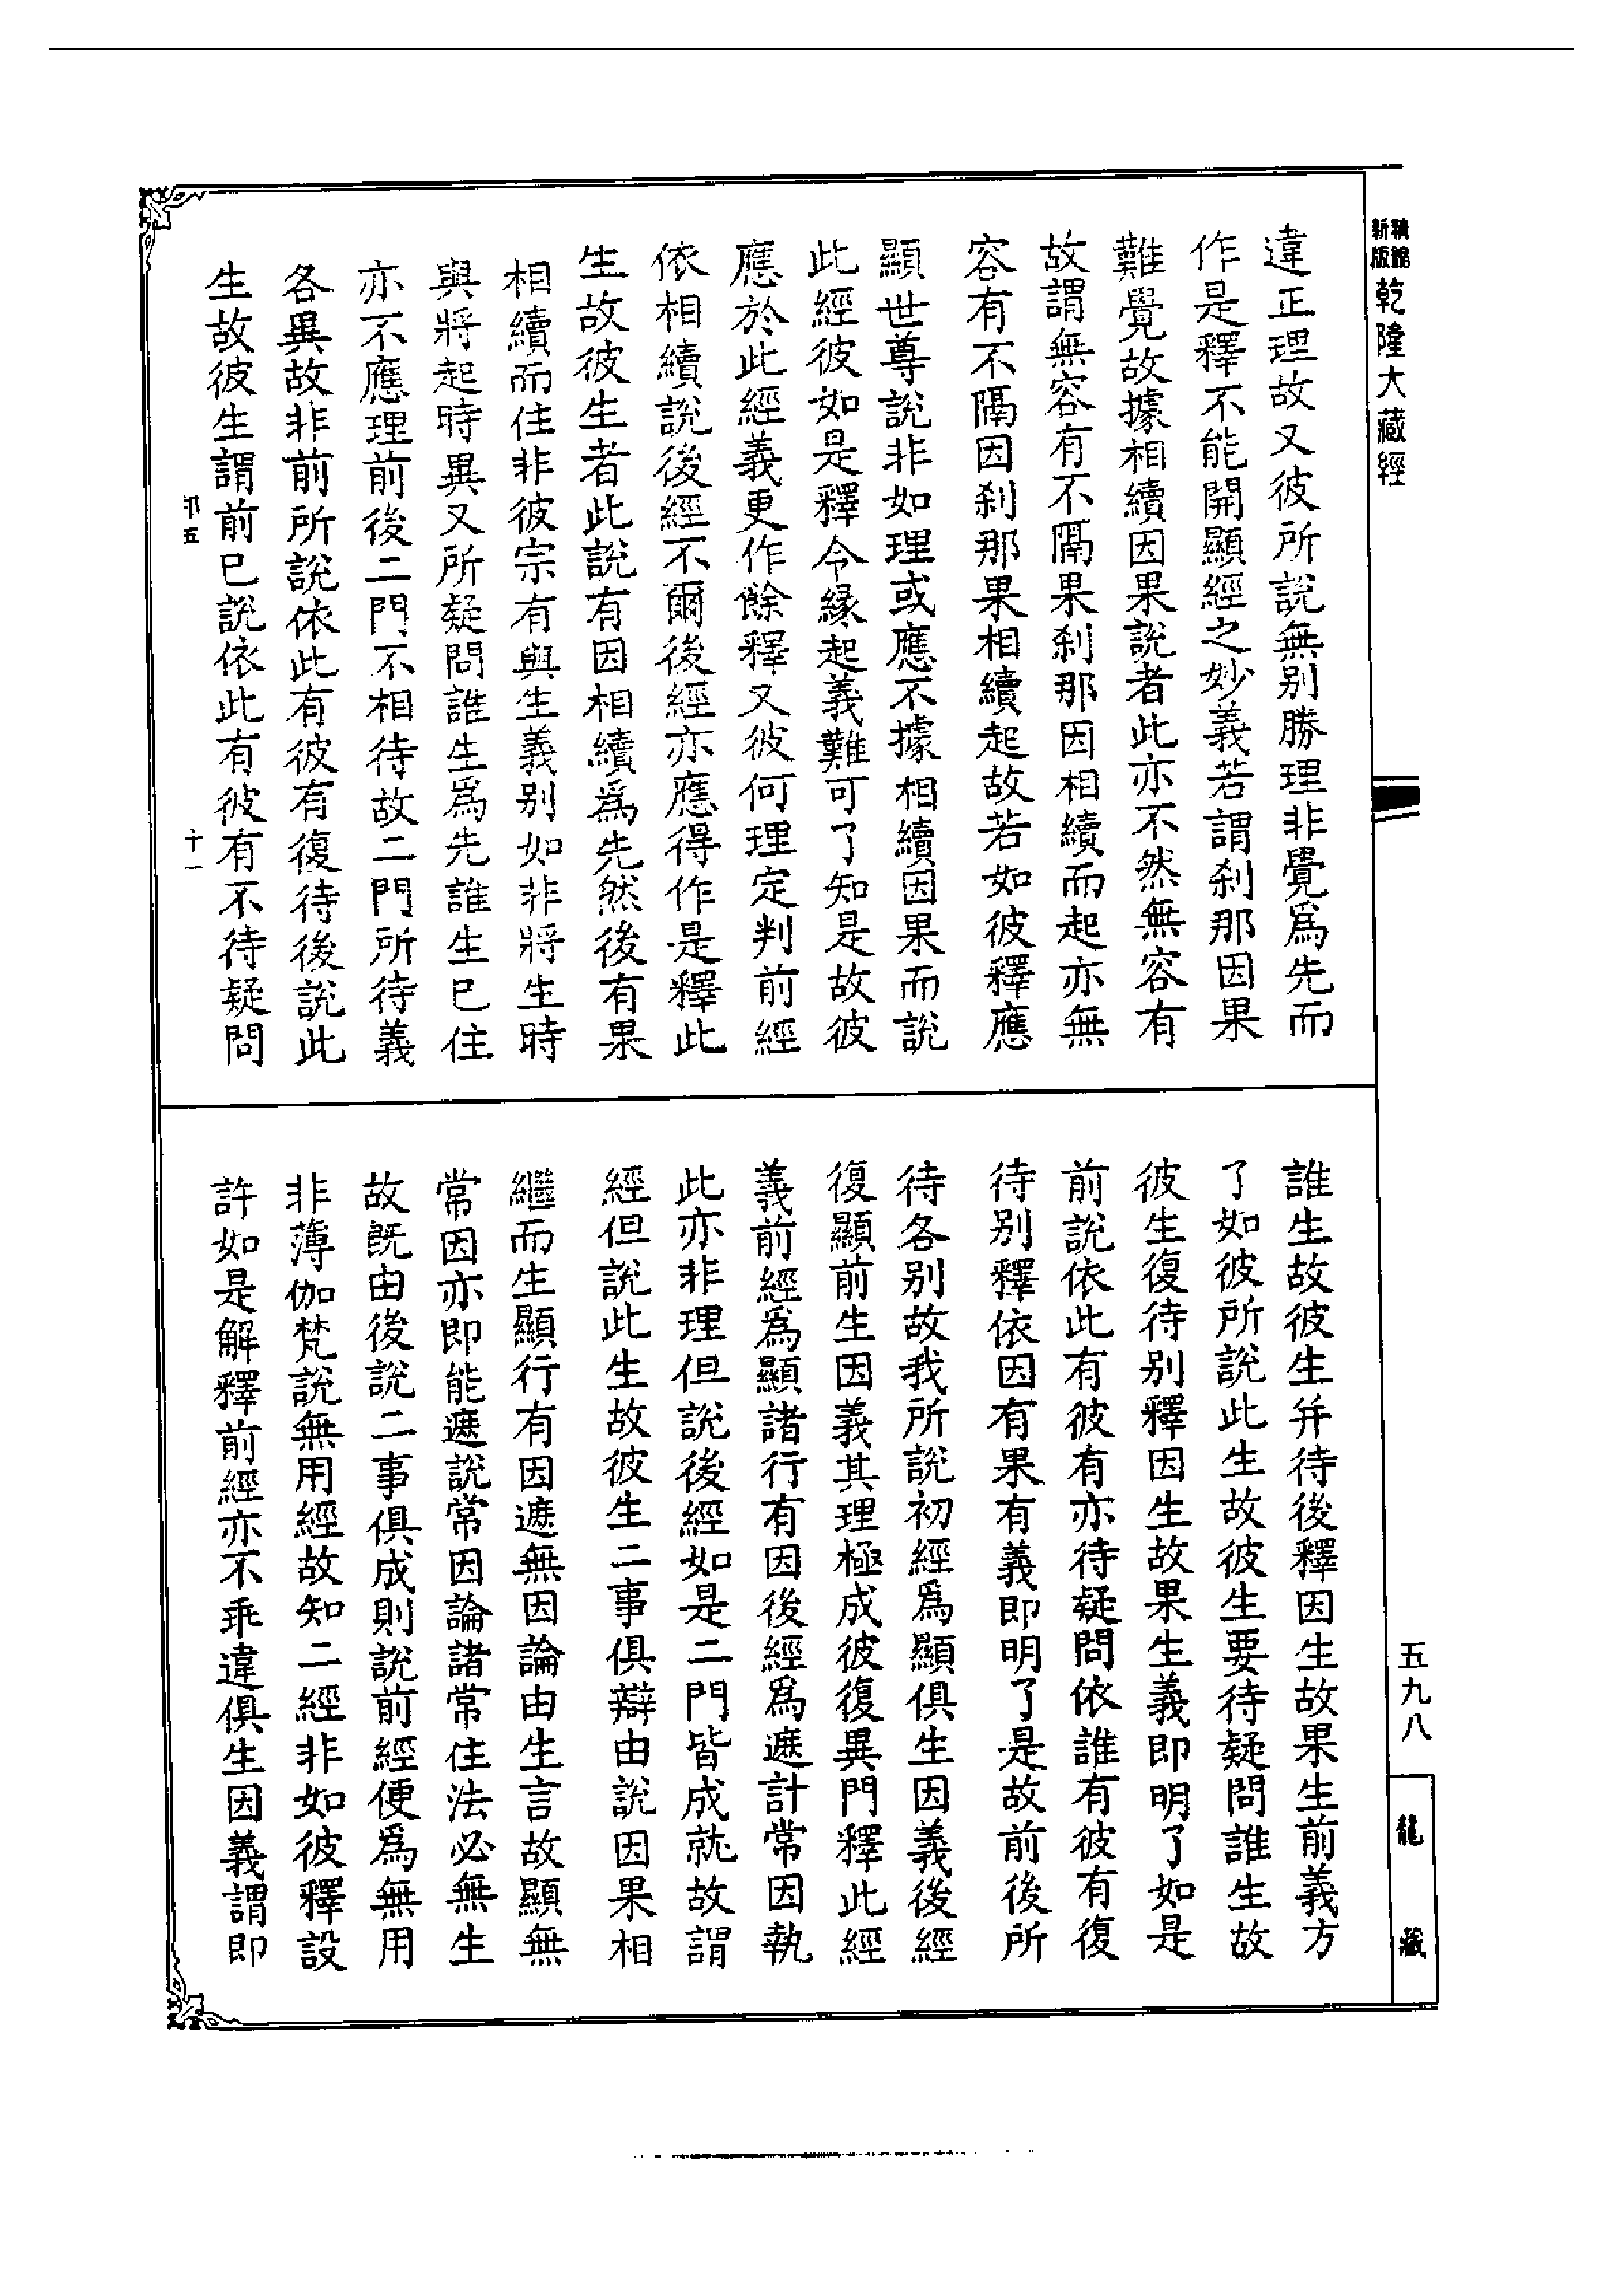 新版
乾隆大藏經
違正理故又彼所說無别勝理非覺爲先而
作是釋不能開顯經之妙義若謂刹那因果
難覺故據相續因果說者此亦不然無容有
故謂無容有不隔果刹那因相續而起亦無
容有不隔因刹那果相續起故若如彼釋應
顯世尊說非如理或應不據相續因果而說
此經彼如是釋令緣起義難可了知是故彼
應於此經義更作餘釋又彼何理定判前經
依相續說後經不爾後經亦應得作是釋此
生故彼生者此說有因相續爲先然後有果
相續而住非彼宗有與生義别如非將生時
與將起時異又所疑問誰生爲先誰生已住
亦不應理前後二門不相待故二門所待義
各異故非前所說依此有彼有復待後說此
生故彼生謂前已說依此有彼有不待疑問
十一
誰生故彼生并待後釋因生故果生前義方
了如彼所說此生故彼生要待疑問誰生故
彼生復待别釋因生故果生義即明了如是
前說依此有彼有亦待疑問依誰有彼有復
待别釋依因有果有義即明了是故前後所
待各别故我所說初經爲顯俱生因義後經
復顯前生因義其理極成彼復異門釋此經
義前經爲顯諸行有因後經爲遮計常因執
此亦非理但說後經如是二門皆成就故謂
經但說此生故彼生二事俱辯由說因果相
繼而生顯行有因遮無因論由生言故顯無
常因亦即能遮說常因論諸常住法必無生
故既由後說二事俱成則說前經便爲無用
非薄伽梵說無用經故知二經非如彼釋設
許如是解釋前經亦不乖違俱生因義謂即
五九八
龍藏